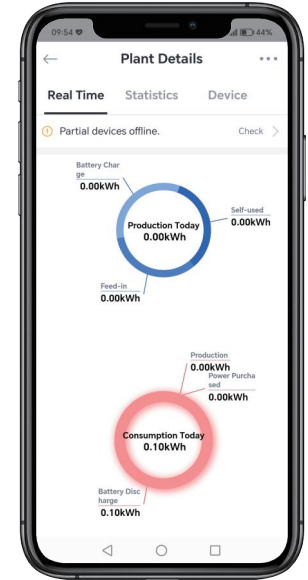 09:54
44%
Plant Details
Real Time Statistics Device
Partial devices offline. Check
Battery Char
ge
0.00kWh
Self-used
0.00kWh
Production Today
0.00kWh
Feed-in
0.00kWh
Production
0.00kWh
Power Purcha
sed
0.00kWh
Consumption Today
0.10kWh
Battery Disc
harge
0.10kWh